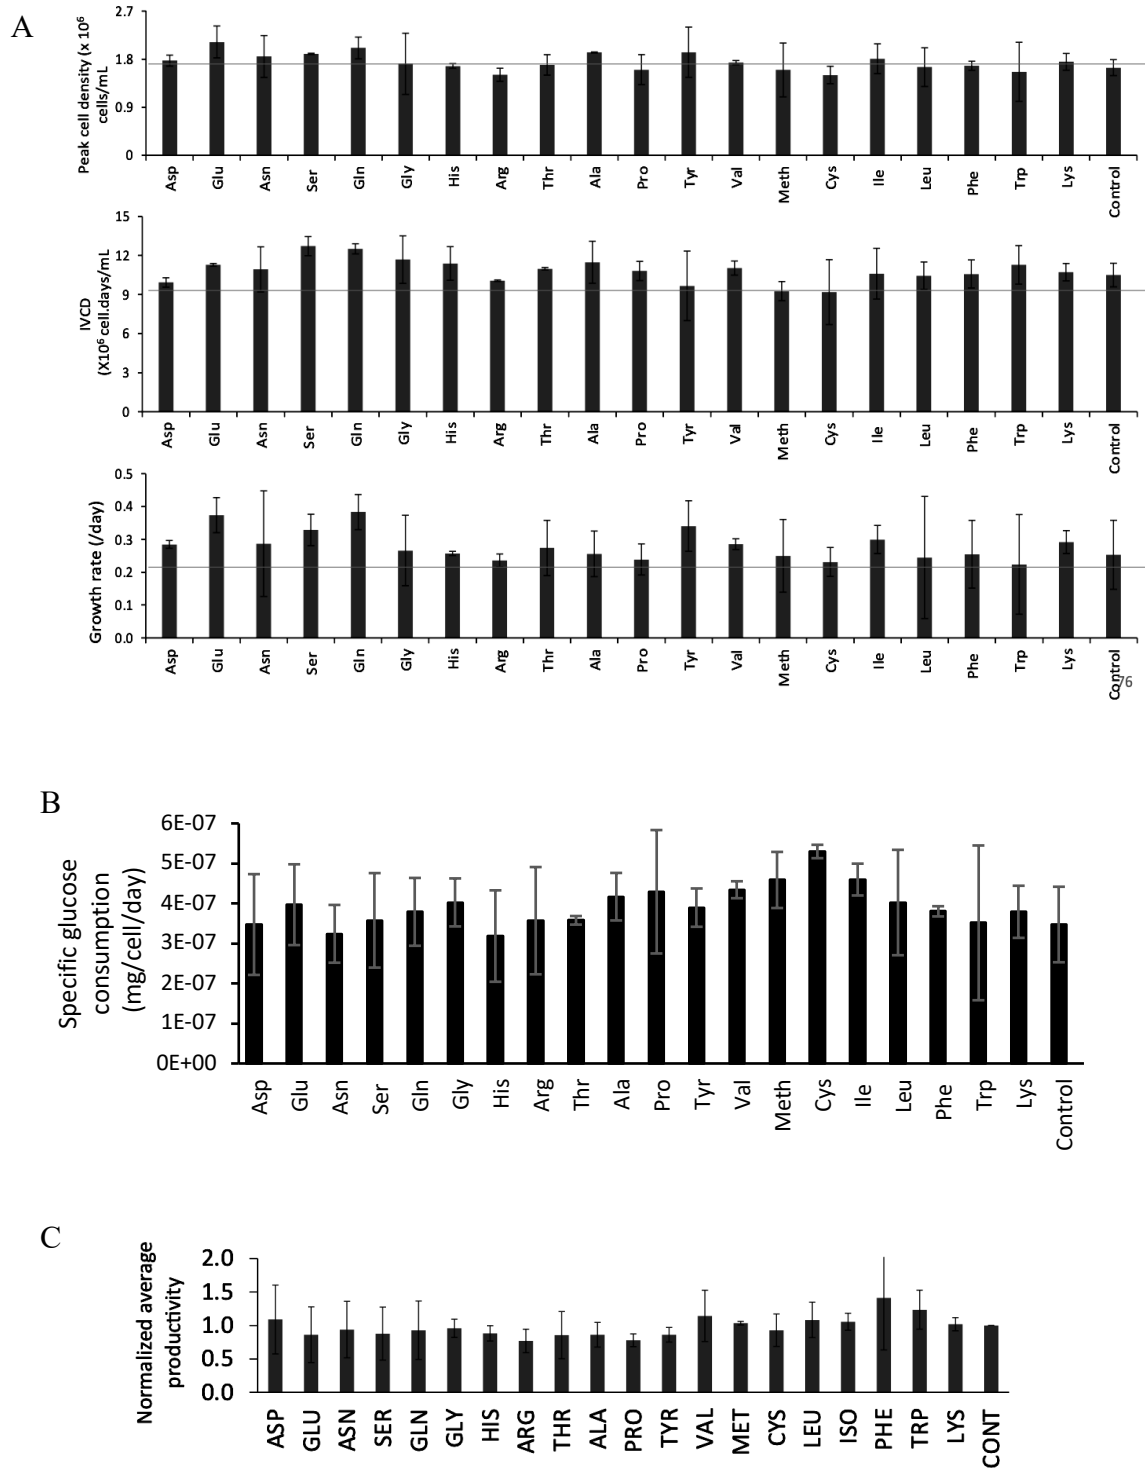 A
Peak cell density (x 10⁶
cells/mL
2.7
1.8
0.9
0
Asp Glu Asn Ser Gln Gly His Arg Thr Ala Pro Tyr Val Meth Cys Ile Leu Phe Trp Lys Control
IVCD
(X10⁶ cell.days/mL
15
12
9
6
3
0
Asp Glu Asn Ser Gln Gly His Arg Thr Ala Pro Tyr Val Meth Cys Ile Leu Phe Trp Lys Control
Growth rate (/day)
0.5
0.4
0.3
0.2
0.1
0.0
Asp Glu Asn Ser Gln Gly His Arg Thr Ala Pro Tyr Val Meth Cys Ile Leu Phe Trp Lys Control
76
B
Specific glucose
consumption
(mg/cell/day)
6E-07
5E-07
4E-07
3E-07
2E-07
1E-07
0E+00
Asp Glu Asn Ser Gln Gly His Arg Thr Ala Pro Tyr Val Meth Cys Ile Leu Phe Trp Lys Control
C
Normalized average
productivity
2.0
1.5
1.0
0.5
0.0
ASP GLU ASN SER GLN GLY HIS ARG THR ALA PRO TYR VAL MET CYS LEU ISO PHE TRP LYS CONT